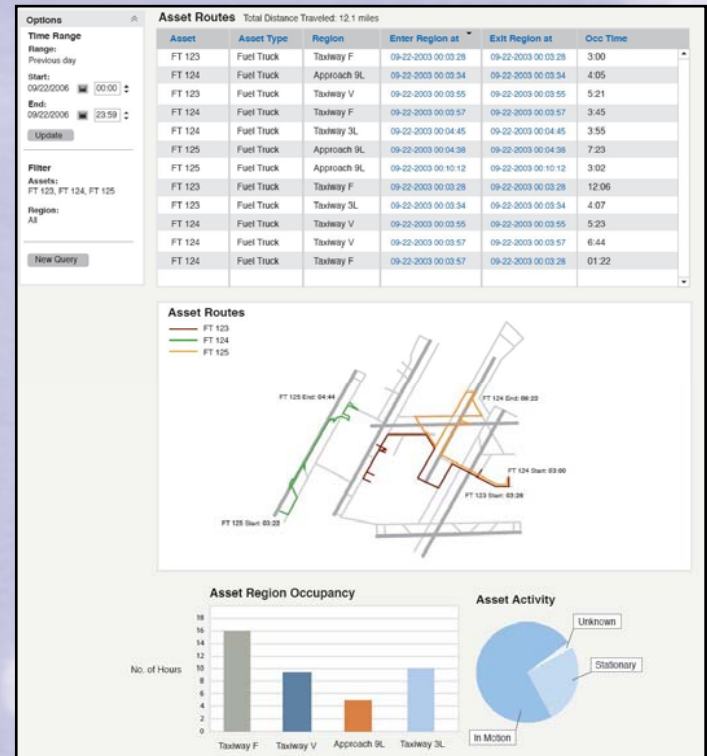 Options
Time Range
Range:
Previous day
Start:
09/22/2006 00:00
End:
09/22/2006 23:59
Update
Filter
Assets:
FT 123, FT 124, FT 125
Region:
All
New Query
Asset Routes Total Distance Traveled: 12.1 miles
Asset Asset Type Region Enter Region at Exit Region at Occ Time
FT 123 Fuel Truck Taxiway F 09-22-2003 00:03:28 09-22-2003 00:03:28 3:00
FT 124 Fuel Truck Approach 9L 09-22-2003 00:03:34 09-22-2003 00:03:34 4:05
FT 123 Fuel Truck Taxiway V 09-22-2003 00:03:55 09-22-2003 00:03:55 5:21
FT 124 Fuel Truck Taxiway F 09-22-2003 00:03:57 09-22-2003 00:03:57 3:45
FT 124 Fuel Truck Taxiway 3L 09-22-2003 00:04:45 09-22-2003 00:04:45 3:55
FT 125 Fuel Truck Approach 9L 09-22-2003 00:04:38 09-22-2003 00:04:38 7:23
FT 125 Fuel Truck Approach 9L 09-22-2003 00:10:12 09-22-2003 00:10:12 3:02
FT 123 Fuel Truck Taxiway F 09-22-2003 00:03:28 09-22-2003 00:03:28 12:06
FT 123 Fuel Truck Taxiway 3L 09-22-2003 00:03:34 09-22-2003 00:03:34 4:07
FT 124 Fuel Truck Taxiway V 09-22-2003 00:03:55 09-22-2003 00:03:55 5:23
FT 124 Fuel Truck Taxiway V 09-22-2003 00:03:57 09-22-2003 00:03:57 6:44
FT 124 Fuel Truck Taxiway F 09-22-2003 00:03:57 09-22-2003 00:03:28 01:22
Asset Routes
FT 123
FT 124
FT 125
FT 125 End: 04:44
FT 124 End: 06:22
FT 124 Start: 03:00
FT 123 Start: 03:28
FT 125 Start: 03:22
Asset Region Occupancy
No. of Hours
18
16
14
12
10
8
6
4
2
0
Taxiway F Taxiway V Approach 9L Taxiway 3L
Asset Activity
Unknown
Stationary
In Motion